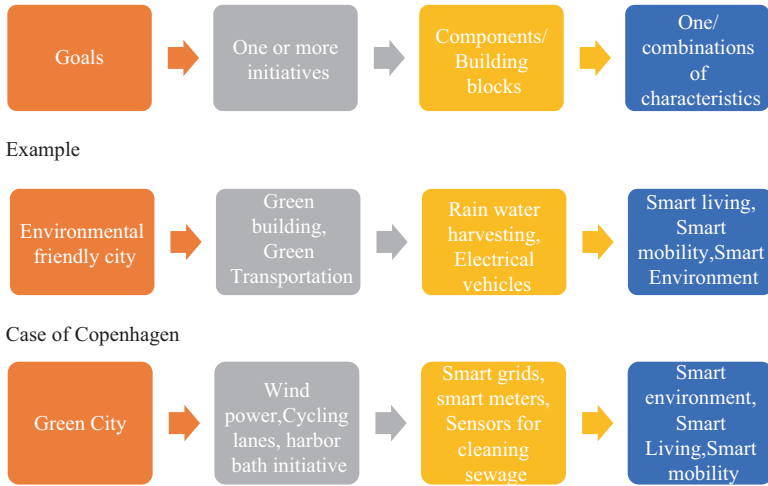 Goals
One or more
initiatives
Components/
Building
blocks
One/
combinations
of
characteristics
Example
Environmental
friendly city
Green
building,
Green
Transportation
Rain water
harvesting,
Electrical
vehicles
Smart living,
Smart
mobility,Smart
Environment
Case of Copenhagen
Green City
Wind
power,Cycling
lanes, harbor
bath initiative
Smart grids,
smart meters,
Sensors for
cleaning
sewage
Smart
environment,
Smart
Living,Smart
mobility